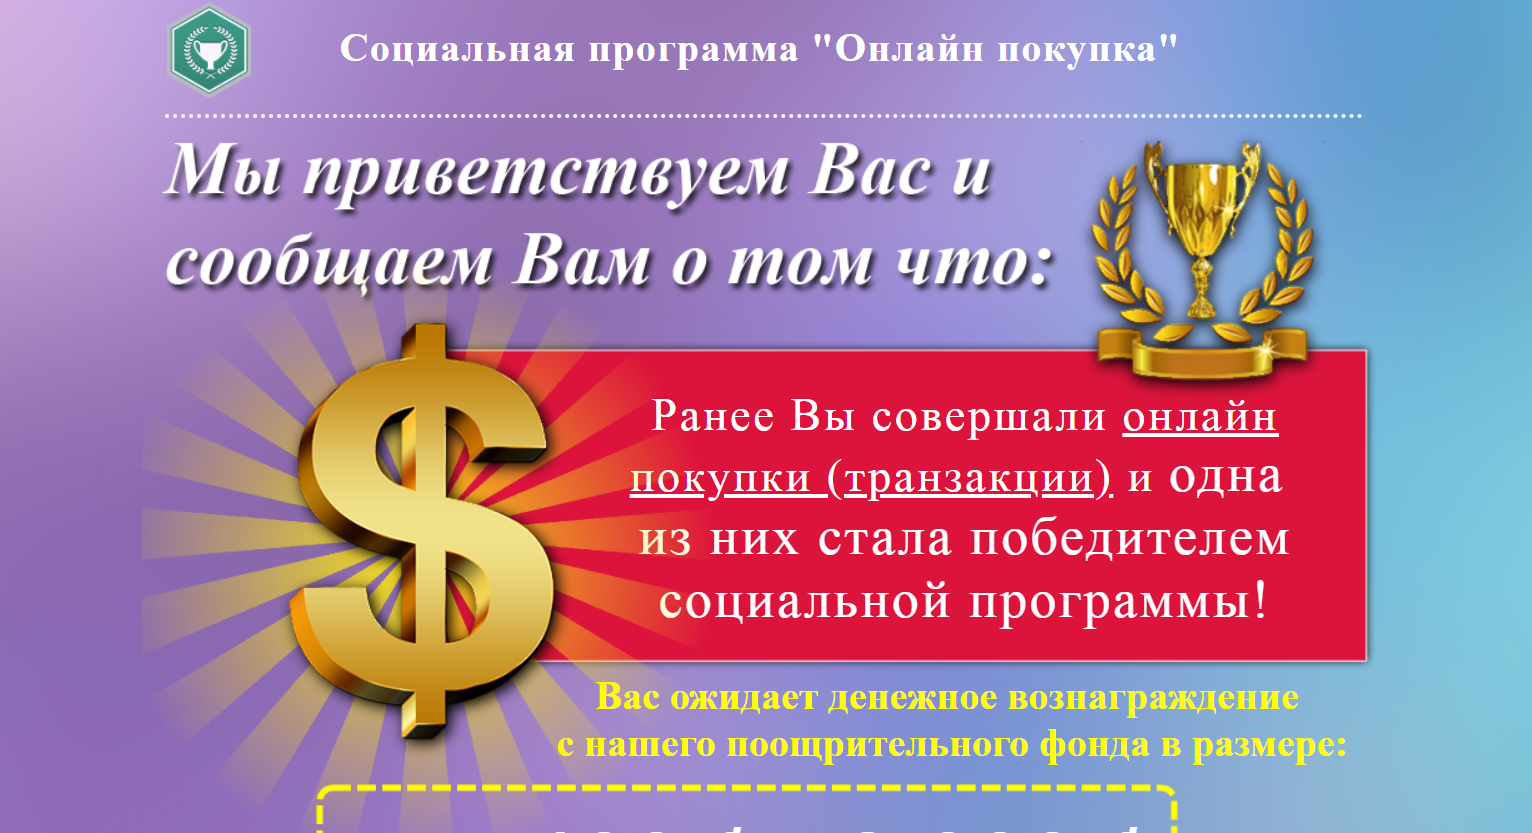 Социальная программа "Онлайн покупка"
Мы приветствуем Вас и
сообщаем Вам о том что:
Ранее Вы совершали онлайн
покупки (транзакции) и одна
из них стала победителем
социальной программы!
Вас ожидает денежное вознаграждение
с нашего поощрительного фонда в размере: